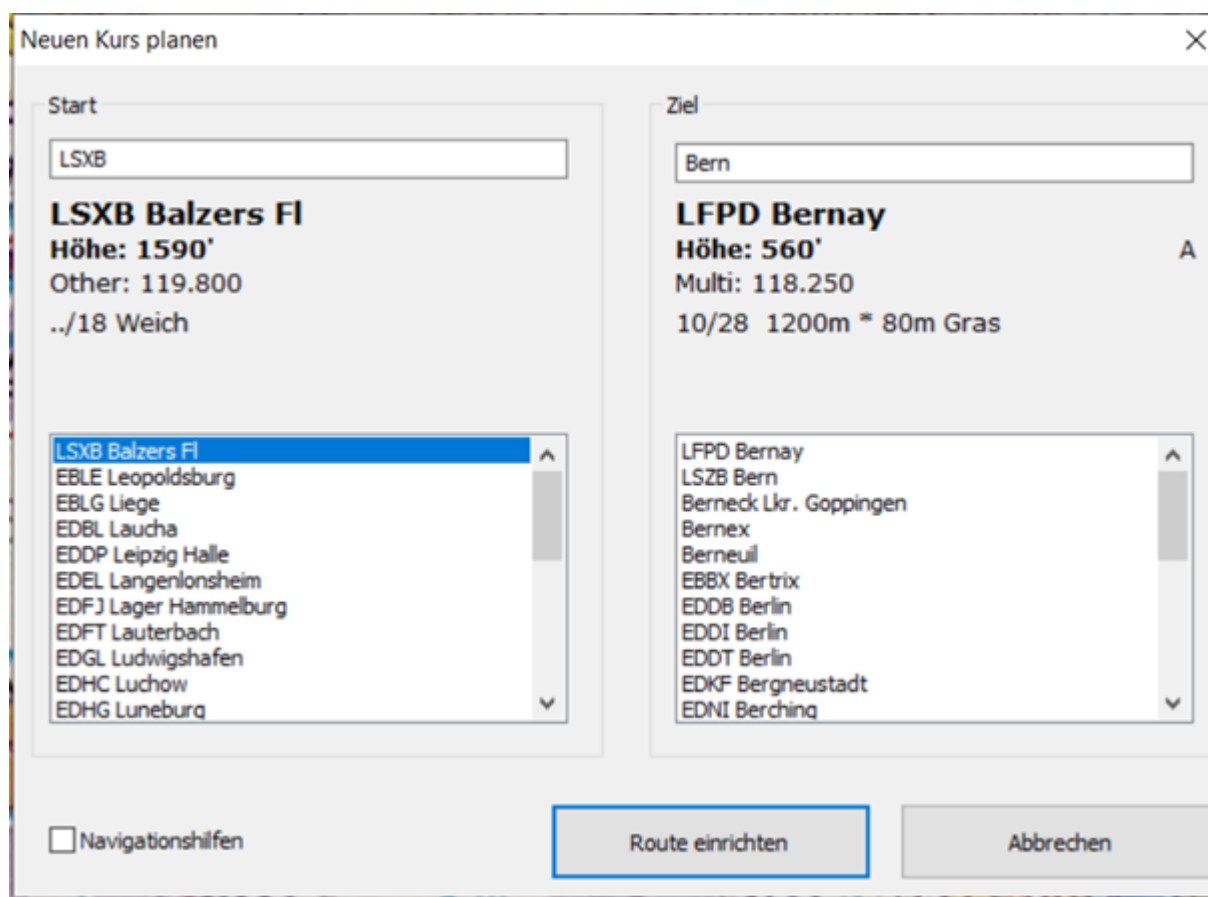 Neuen Kurs planen
Start
LSXB
LSXB Balzers Fl
Höhe: 1590'
Other: 119.800
../18 Weich
LSXB Balzers Fl
EBLE Leopoldsburg
EBLG Liege
EDBL Laucha
EDDP Leipzig Halle
EDEL Langenlonsheim
EDFJ Lager Hammelburg
EDFT Lauterbach
EDGL Ludwigshafen
EDHC Luchow
EDHG Luneburg
Ziel
Bern
LFPD Bernay
Höhe: 560'
A
Multi: 118.250
10/28 1200m * 80m Gras
LFPD Bernay
LSZB Bern
Berneck Lkr. Goppingen
Bernex
Berneuil
EBBX Bertrix
EDDB Berlin
EDDI Berlin
EDDT Berlin
EDKF Bergneustadt
EDNI Berching
Navigationshilfen
Route einrichten
Abbrechen